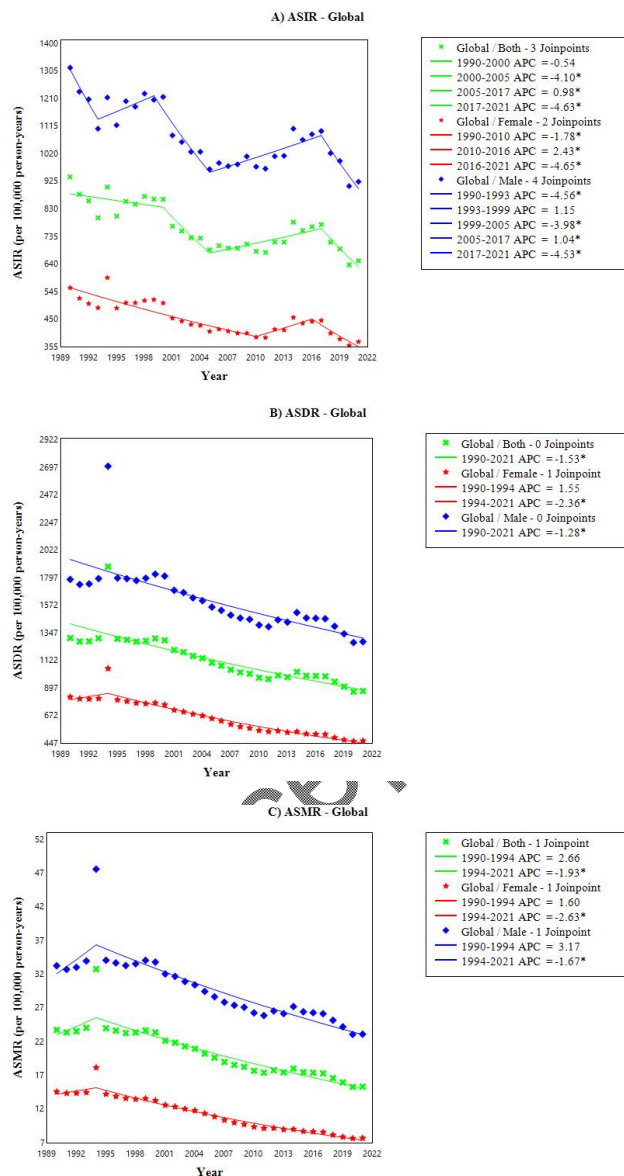 A) ASIR - Global
ASIR (per 100,000 person-years)
1400
1305
1210
1115
1020
925
830
735
640
545
450
355
1989 1992 1995 1998 2001 2004 2007 2010 2013 2016 2019 2022
Year
Global / Both - 3 Joinpoints
1990-2000 APC = -0.54
2000-2005 APC = -4.10*
2005-2017 APC = 0.98*
2017-2021 APC = -4.63*
Global / Female - 2 Joinpoints
1990-2010 APC = -1.78*
2010-2016 APC = 2.43*
2016-2021 APC = -4.65*
Global / Male - 4 Joinpoints
1990-1993 APC = -4.56*
1993-1999 APC = 1.15
1999-2005 APC = -3.98*
2005-2017 APC = 1.04*
2017-2021 APC = -4.53*
B) ASDR - Global
ASDR (per 100,000 person-years)
2922
2697
2472
2247
2022
1797
1572
1347
1122
897
672
447
1989 1992 1995 1998 2001 2004 2007 2010 2013 2016 2019 2022
Year
Global / Both - 0 Joinpoints
1990-2021 APC = -1.53*
Global / Female - 1 Joinpoint
1990-1994 APC = 1.55
1994-2021 APC = -2.36*
Global / Male - 0 Joinpoints
1990-2021 APC = -1.28*
C) ASMR - Global
ASMR (per 100,000 person-years)
52
47
42
37
32
27
22
17
12
7
1989 1992 1995 1998 2001 2004 2007 2010 2013 2016 2019 2022
Year
Global / Both - 1 Joinpoint
1990-1994 APC = 2.66
1994-2021 APC = -1.93*
Global / Female - 1 Joinpoint
1990-1994 APC = 1.60
1994-2021 APC = -2.63*
Global / Male - 1 Joinpoint
1990-1994 APC = 3.17
1994-2021 APC = -1.67*